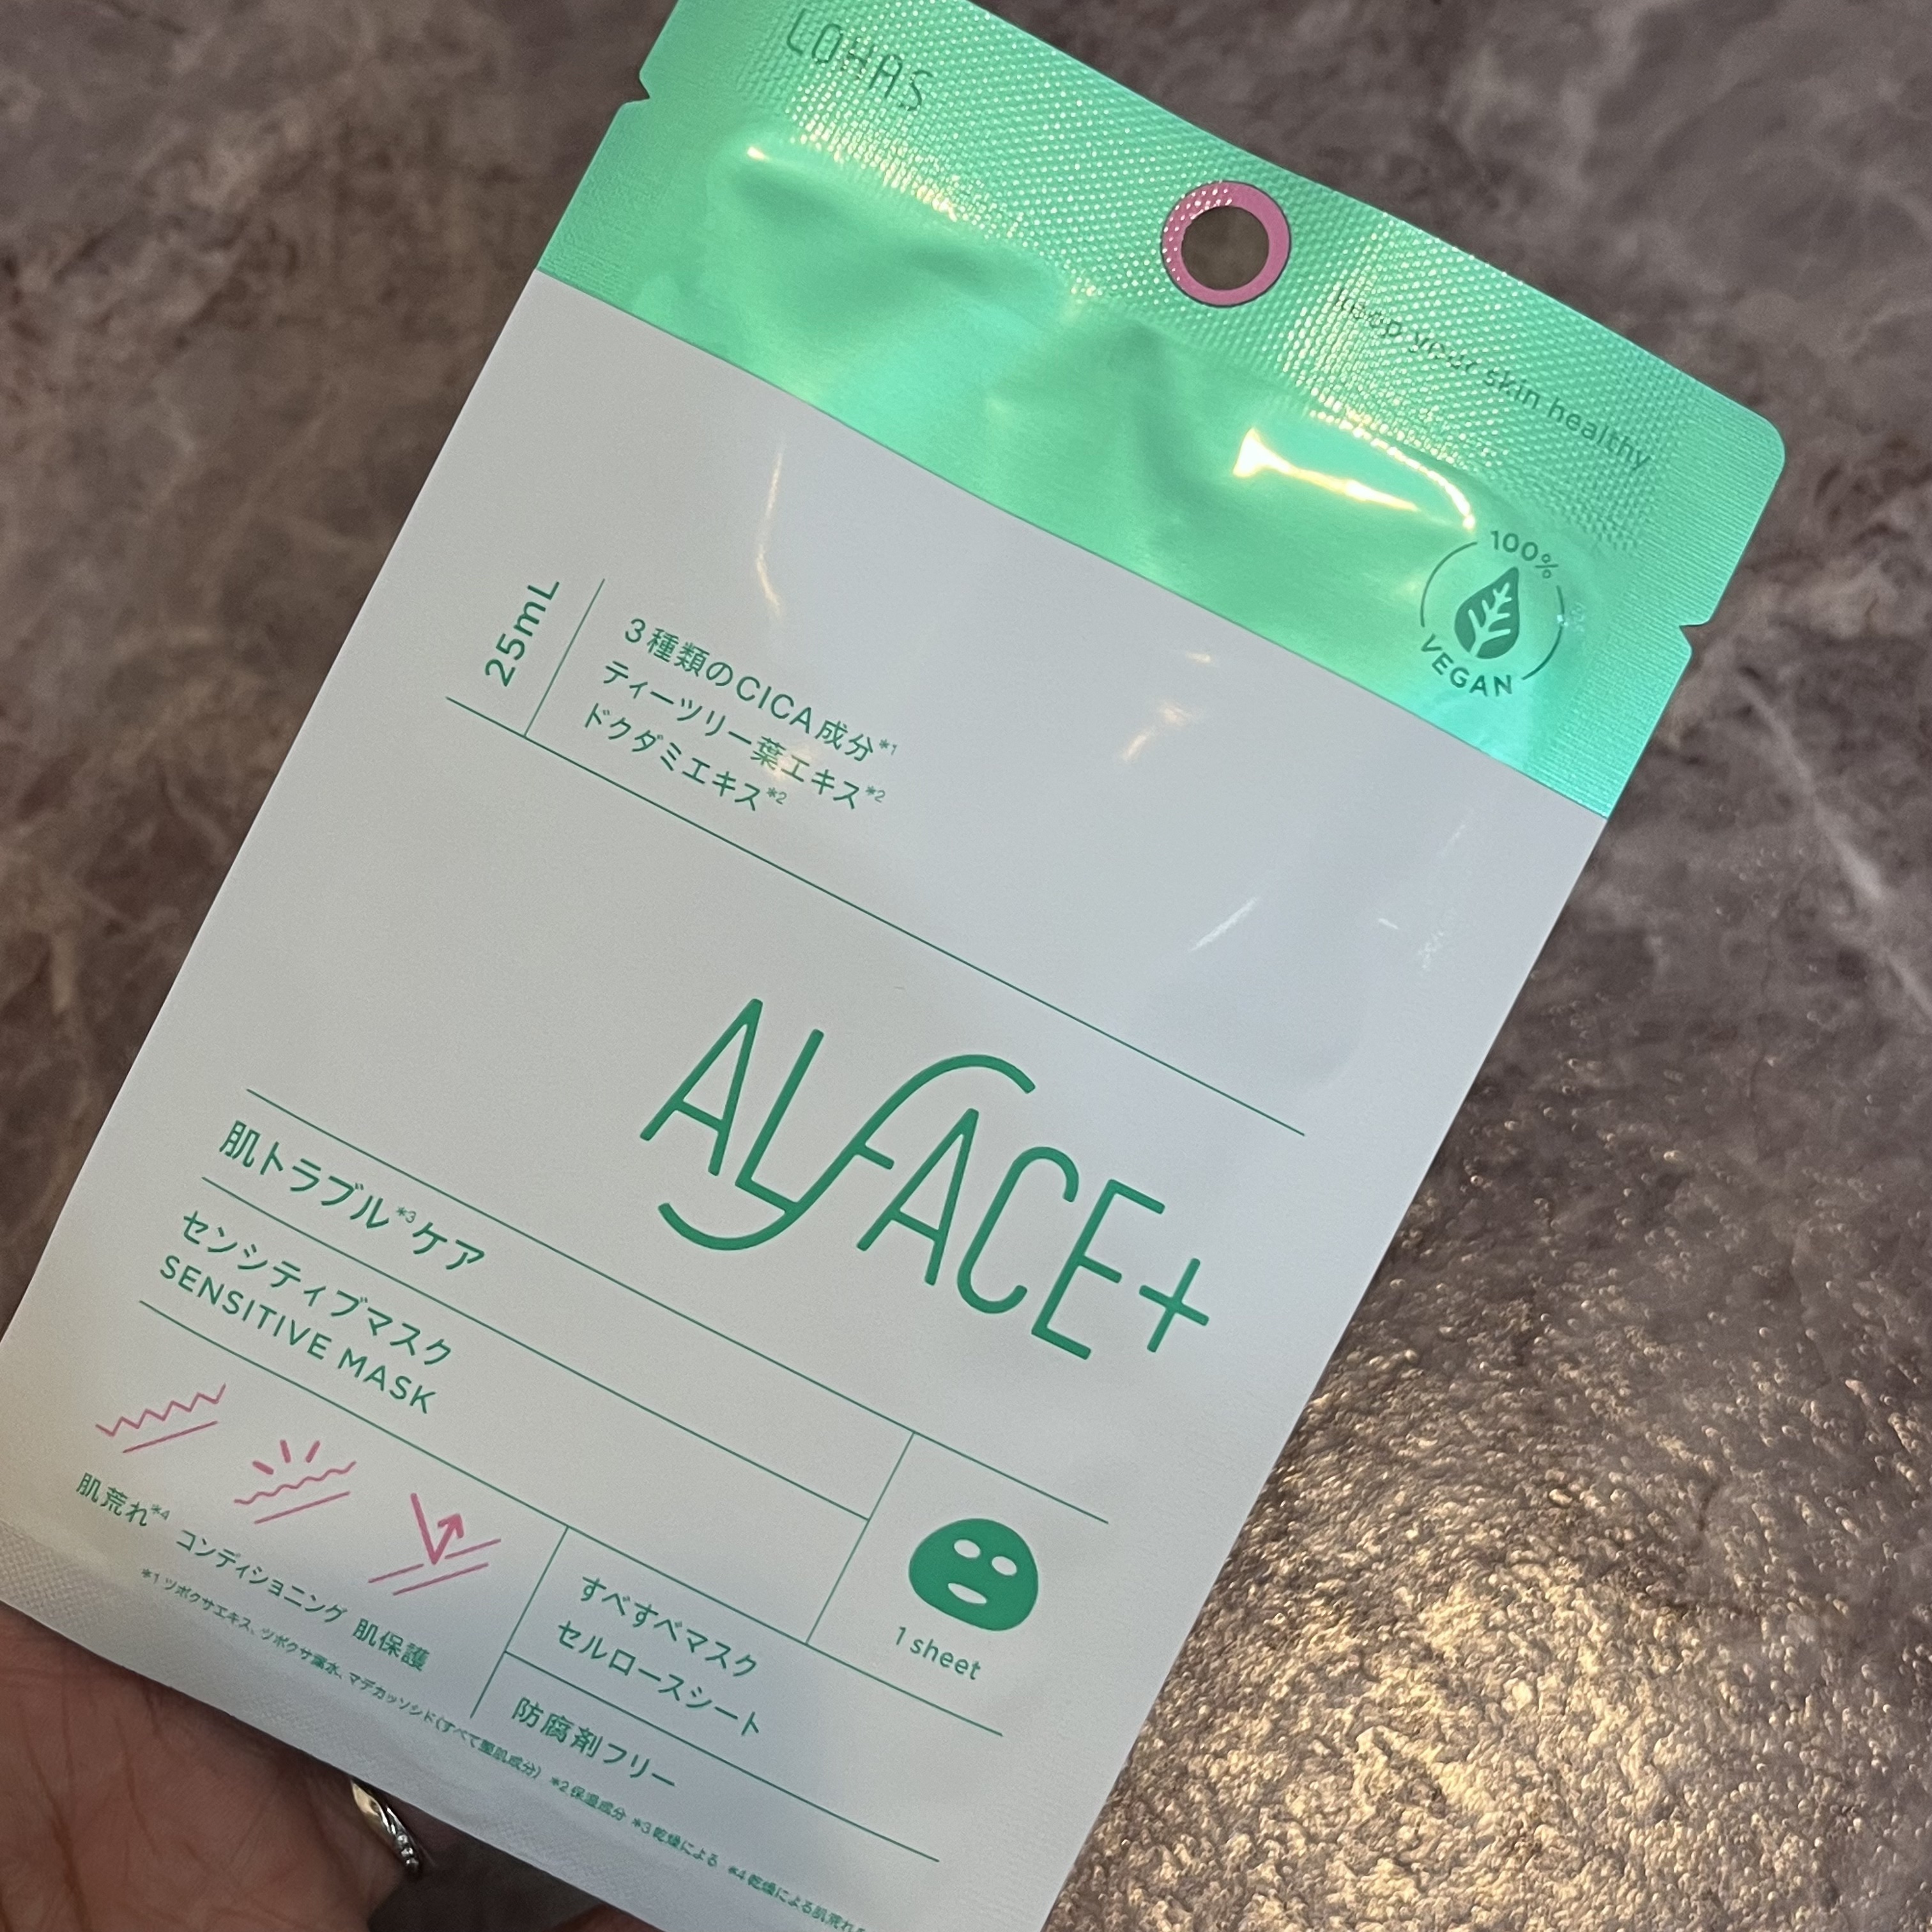 LOHAS
keep your skin healthy
100%
VEGAN
25mL
3種類のCICA成分*1
ティーツリー葉エキス*2
ドクダミエキス*2
ALFACE+
肌トラブル*3ケア
センシティブマスク
SENSITIVE MASK
肌荒れ*4 コンディショニング 肌保護
すべすべマスク
セルロースシート
防腐剤フリー
1 sheet
*1 ツボクサエキス、ツボクサ葉水、マデカッソシド(すべて整肌成分) *2 保湿成分 *3 乾燥による *4 乾燥による肌荒れを